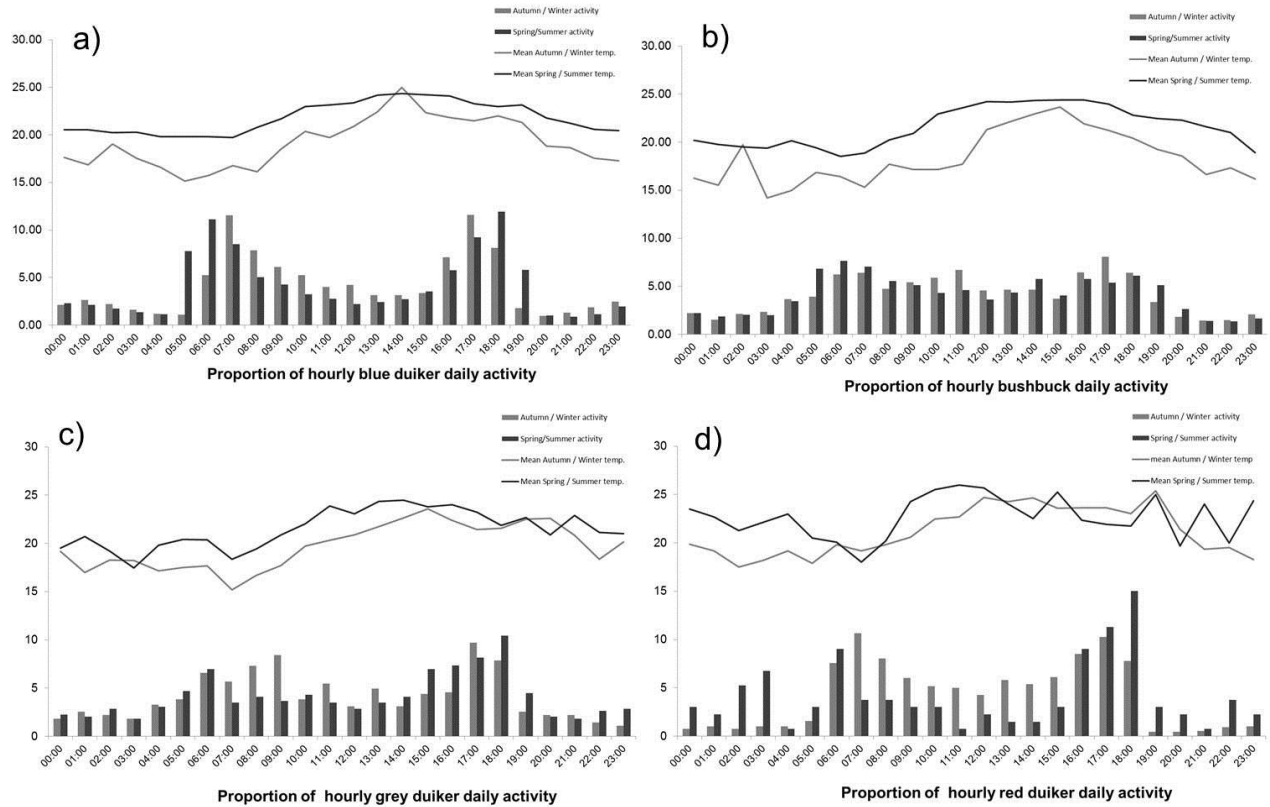 a)
Autumn / Winter activity
Spring/Summer activity
Mean Autumn / Winter temp.
Mean Spring / Summer temp.
30.00
25.00
20.00
15.00
10.00
5.00
0.00
00:00 01:00 02:00 03:00 04:00 05:00 06:00 07:00 08:00 09:00 10:00 11:00 12:00 13:00 14:00 15:00 16:00 17:00 18:00 19:00 20:00 21:00 22:00 23:00
Proportion of hourly blue duiker daily activity
b)
Autumn / Winter activity
Spring/Summer activity
Mean Autumn / Winter temp.
Mean Spring / Summer temp.
30.00
25.00
20.00
15.00
10.00
5.00
0.00
00:00 01:00 02:00 03:00 04:00 05:00 06:00 07:00 08:00 09:00 10:00 11:00 12:00 13:00 14:00 15:00 16:00 17:00 18:00 19:00 20:00 21:00 22:00 23:00
Proportion of hourly bushbuck daily activity
c)
Autumn / Winter activity
Spring/Summer activity
Mean Autumn / Winter temp.
Mean Spring / Summer temp.
30
25
20
15
10
5
0
00:00 01:00 02:00 03:00 04:00 05:00 06:00 07:00 08:00 09:00 10:00 11:00 12:00 13:00 14:00 15:00 16:00 17:00 18:00 19:00 20:00 21:00 22:00 23:00
Proportion of hourly grey duiker daily activity
d)
Autumn / Winter activity
Spring / Summer activity
mean Autumn / Winter temp
Mean Spring / Summer temp.
30
25
20
15
10
5
0
00:00 01:00 02:00 03:00 04:00 05:00 06:00 07:00 08:00 09:00 10:00 11:00 12:00 13:00 14:00 15:00 16:00 17:00 18:00 19:00 20:00 21:00 22:00 23:00
Proportion of hourly red duiker daily activity